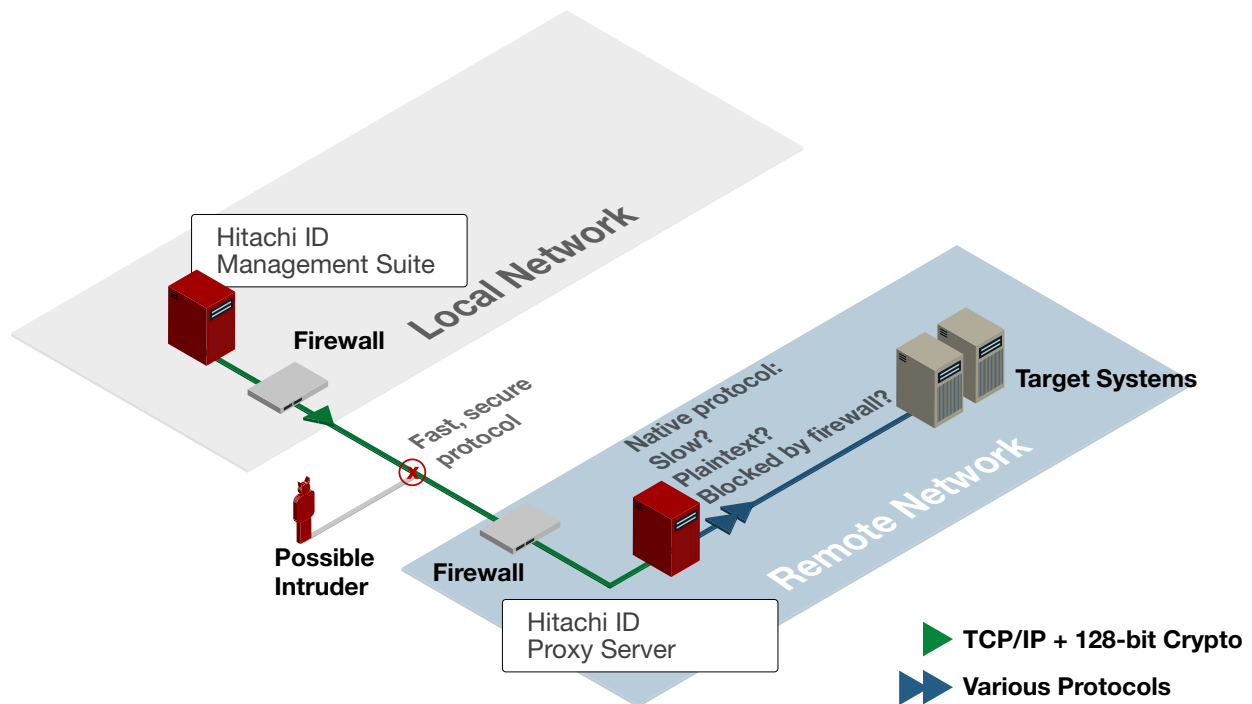 Hitachi ID
Management Suite
Local Network
Firewall
Fast, secure
protocol
Native protocol:
Slow?
Plaintext?
Blocked by firewall?
Target Systems
x
Possible
Intruder
Firewall
Remote Network
Hitachi ID
Proxy Server
TCP/IP + 128-bit Crypto
Various Protocols